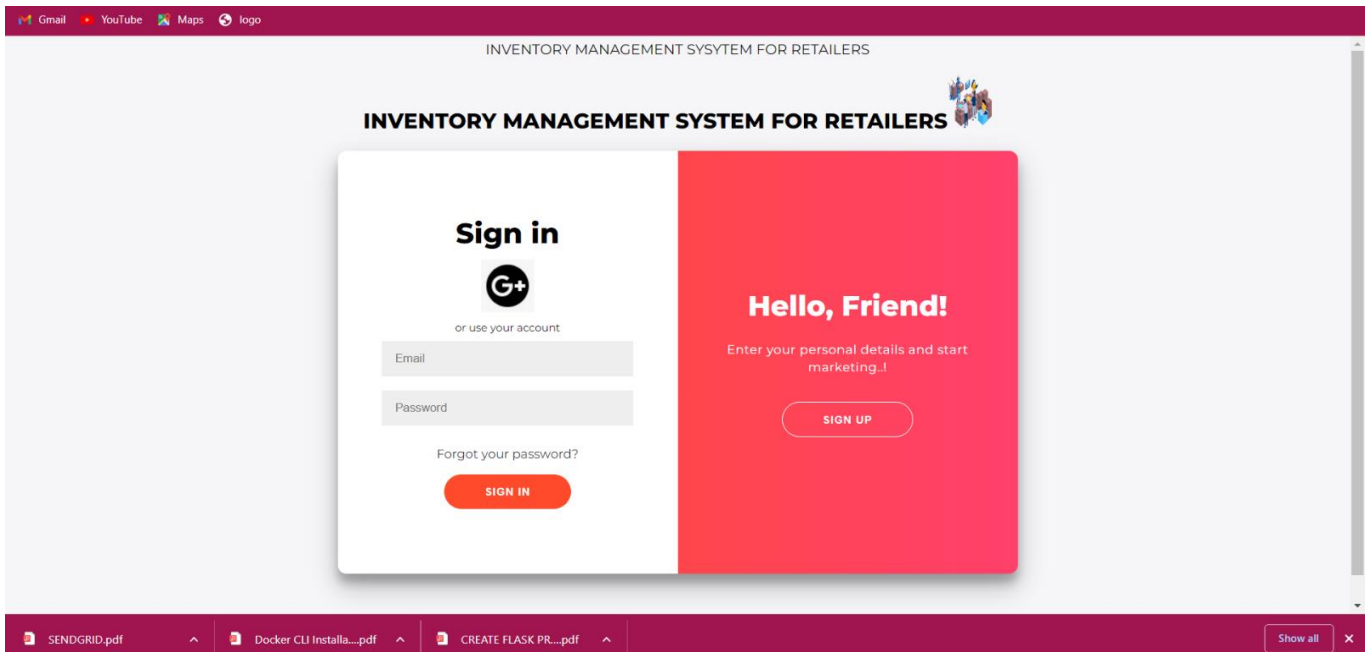 Gmail YouTube Maps logo
INVENTORY MANAGEMENT SYSYTEM FOR RETAILERS
INVENTORY MANAGEMENT SYSTEM FOR RETAILERS
Sign in
G+
or use your account
Email
Password
Forgot your password?
SIGN IN
Hello, Friend!
Enter your personal details and start
marketing..!
SIGN UP
SENDGRID.pdf Docker CLI Installa....pdf CREATE FLASK PR....pdf Show all